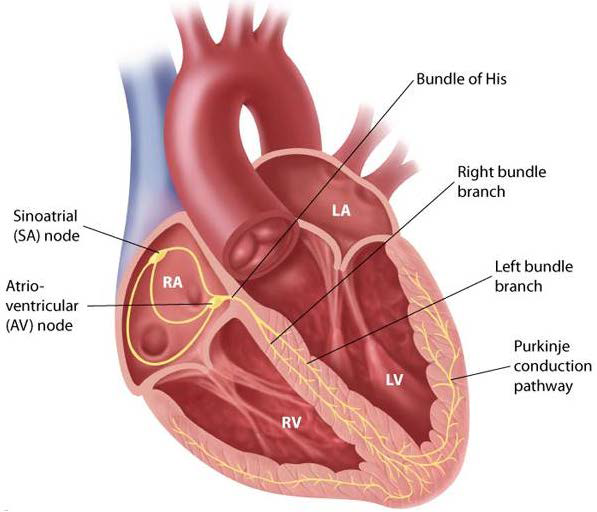 Bundle of His
Right bundle
branch
LA
Sinoatrial
(SA) node
Left bundle
branch
RA
Atrio-
ventricular
(AV) node
Purkinje
conduction
pathway
LV
RV